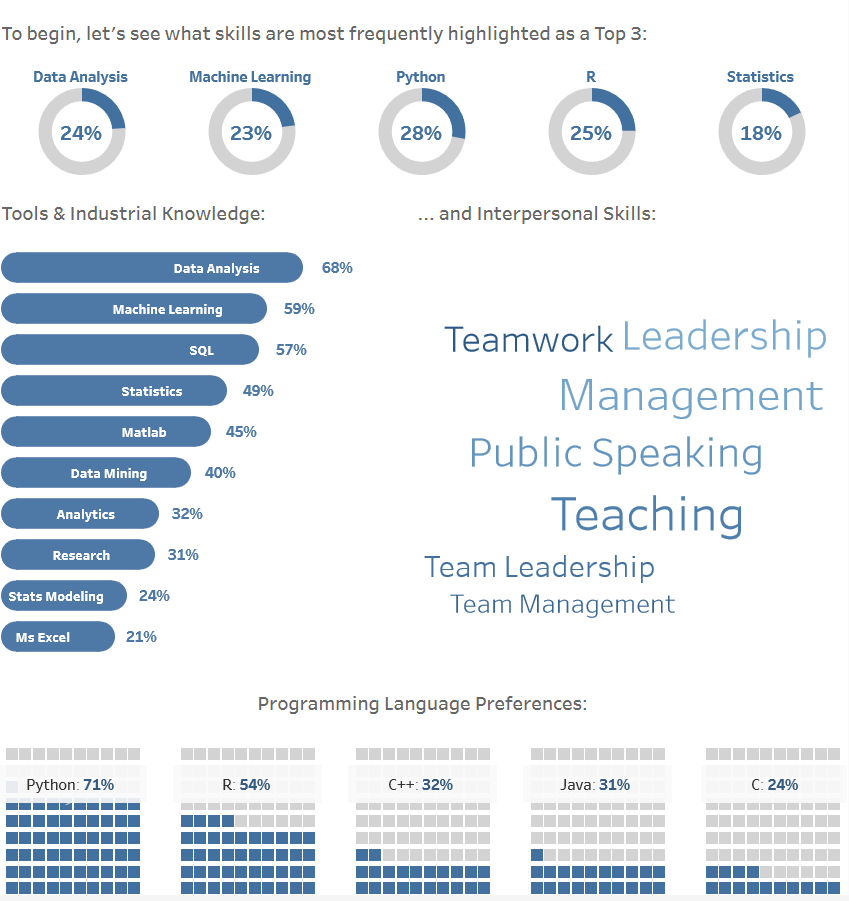 To begin, let's see what skills are most frequently highlighted as a Top 3:
Data Analysis
Machine Learning
Python
R
Statistics
24%
23%
28%
25%
18%
Tools & Industrial Knowledge:
... and Interpersonal Skills:
Data Analysis 68%
Machine Learning 59%
SQL 57%
Statistics 49%
Matlab 45%
Data Mining 40%
Analytics 32%
Research 31%
Stats Modeling 24%
Ms Excel 21%
Teamwork Leadership
Management
Public Speaking
Teaching
Team Leadership
Team Management
Programming Language Preferences:
Python: 71%
R: 54%
C++: 32%
Java: 31%
C: 24%